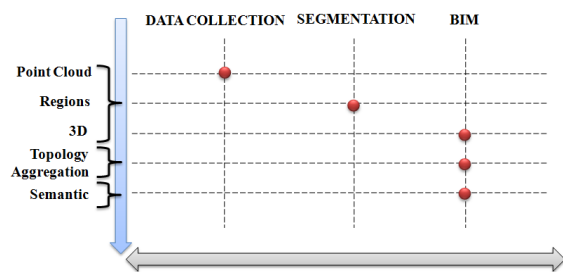 DATA COLLECTION SEGMENTATION BIM
Point Cloud
Regions
3D
Topology
Aggregation
Semantic